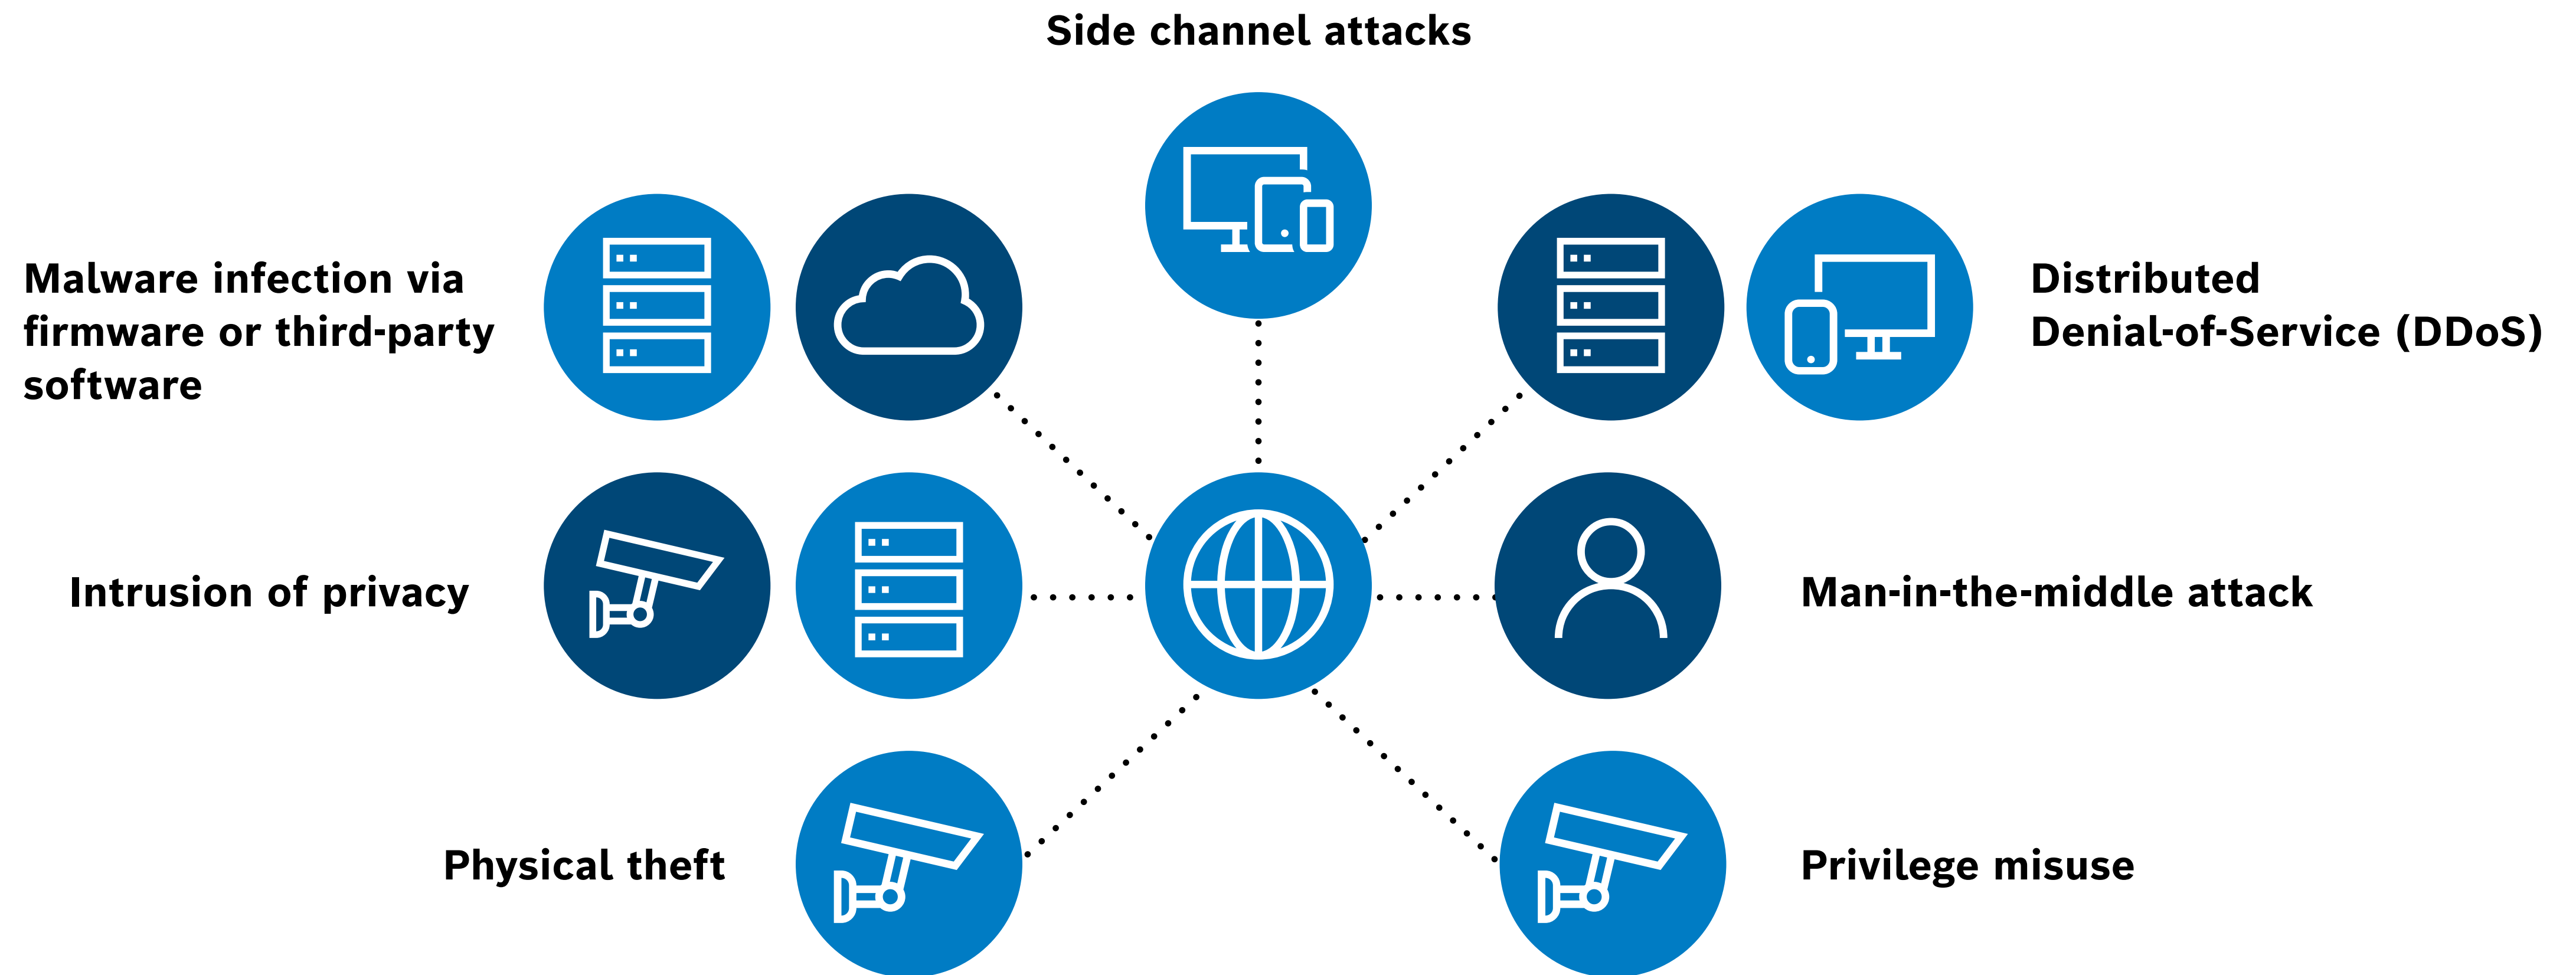 Side channel attacks
Malware infection via
firmware or third-party
software
Distributed
Denial-of-Service (DDoS)
Intrusion of privacy
Man-in-the-middle attack
Physical theft
Privilege misuse